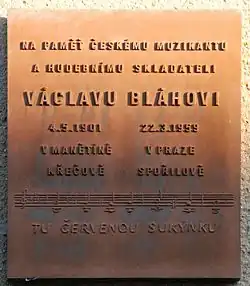 NA PAMĚŤ ČESKÉMU MUZIKANTU
A HUDEBNÍMU SKLADATELI
VÁCLAVU BLÁHOVI
4.5.1901 22.3.1959
V MANĚTÍNĚ V PRAZE
KŘEČOVĚ SPOŘILOVĚ
TU ČERVENOU SUKÝNKU